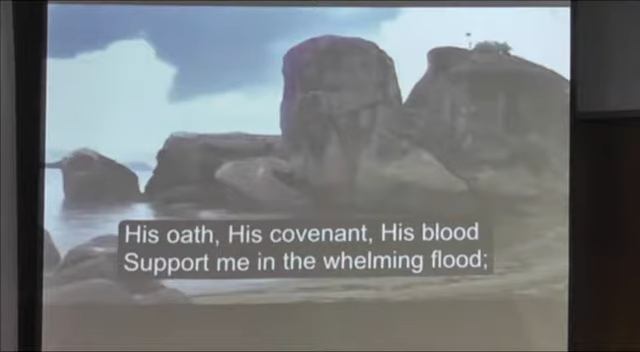 His oath, His covenant, His blood
Support me in the whelming flood;